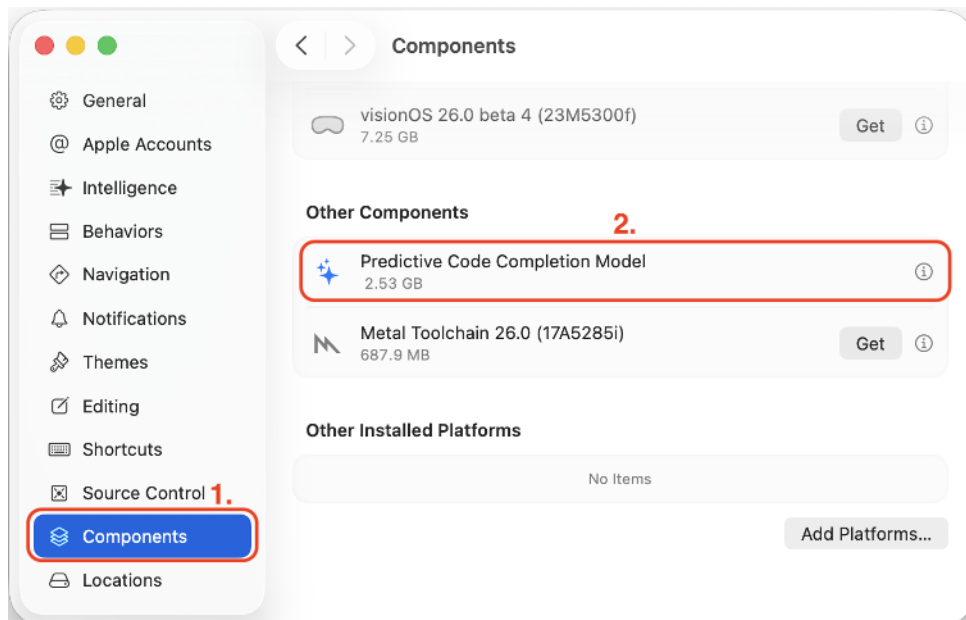 Components
General
Apple Accounts
Intelligence
Behaviors
Navigation
Notifications
Themes
Editing
Shortcuts
Source Control
1.
Components
Locations
visionOS 26.0 beta 4 (23M5300f)
7.25 GB
Get
Other Components
2.
Predictive Code Completion Model
2.53 GB
Metal Toolchain 26.0 (17A5285i)
687.9 MB
Get
Other Installed Platforms
No Items
Add Platforms...